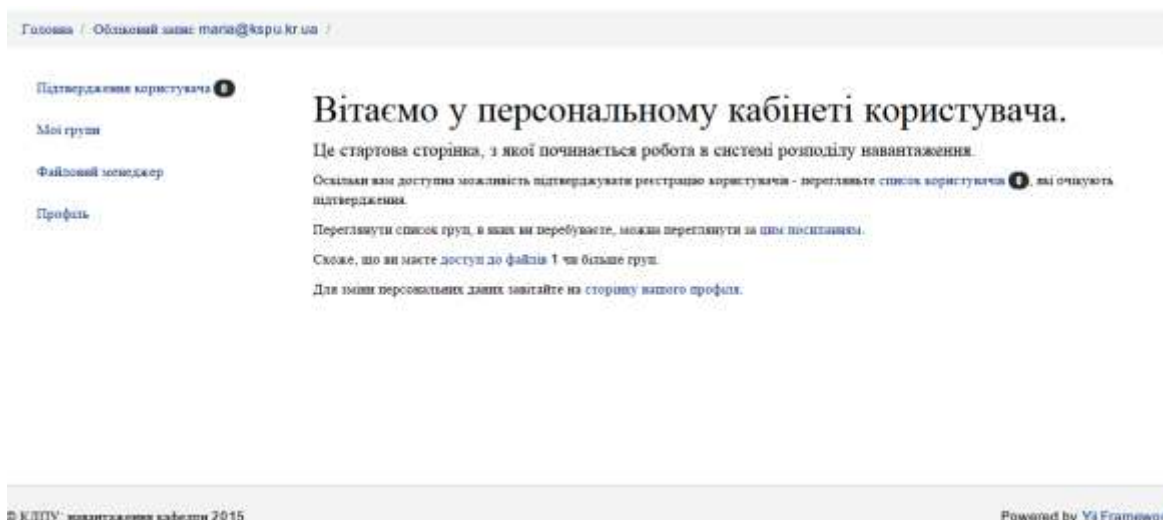 Головна / Обліковий запис maria@kspu.kr.ua /
Підтвердження користувача 0
Мої групи
Файловий менеджер
Профіль
Вітаємо у персональному кабінеті користувача.
Це стартова сторінка, з якої починається робота в системі розподілу навантаження.
Оскільки вам доступна можливість підтверджувати реєстрацію користувачів - перегляньте список користувачів 0, які очікують
підтвердження.
Переглянути список груп, в яких ви перебуваєте, можна переглянути за цим посиланням.
Схоже, що ви маєте доступ до файлів 1 чи більше груп.
Для зміни персональних даних завітайте на сторінку вашого профіля.
© КДПУ: навантаження кафедри 2015
Powered by Yii Framewo